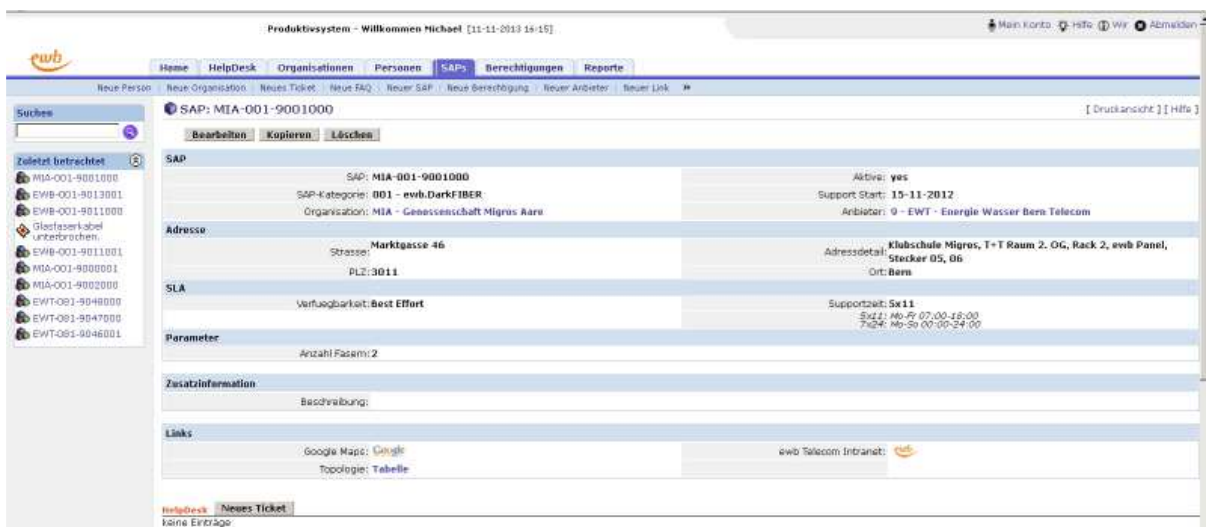 Produktivsystem - Willkommen Michael [11-11-2013 16:15]
Mein Konto Hilfe Wir Abmelden
ewb
Home HelpDesk Organisationen Personen SAPs Berechtigungen Reporte
Neue Person Neue Organisation Neues Ticket Neue FAQ Neuer SAP Neue Berechtigung Neuer Anbieter Neuer Link »
Suchen
SAP: MIA-001-9001000
[ Druckansicht ] [ Hilfe ]
Bearbeiten Kopieren Löschen
Zuletzt betrachtet
MIA-001-9001000
EWB-001-9013001
EWB-001-9011000
Glasfaserkabel
unterbrochen.
EWB-001-9011001
MIA-001-9000001
MIA-001-9002000
EWT-081-9048000
EWT-081-9047000
EWT-081-9046001
SAP
SAP: MIA-001-9001000
Aktive: yes
SAP-Kategorie: 001 - ewb.DarkFIBER
Support Start: 15-11-2012
Organisation: MIA - Genossenschaft Migros Aare
Anbieter: 9 - EWT - Energie Wasser Bern Telecom
Adresse
Strasse: Marktgasse 46
Adressdetail: Klubschule Migros, T+T Raum 2. OG, Rack 2, ewb Panel,
Stecker 05, 06
PLZ: 3011
Ort: Bern
SLA
Verfuegbarkeit: Best Effort
Supportzeit: 5x11
5x11: Mo-Fr 07:00-18:00
7x24: Mo-So 00:00-24:00
Parameter
Anzahl Fasern: 2
Zusatzinformation
Beschreibung:
Links
Google Maps: Google
ewb Telecom Intranet: ewb
Topologie: Tabelle
HelpDesk Neues Ticket
keine Einträge